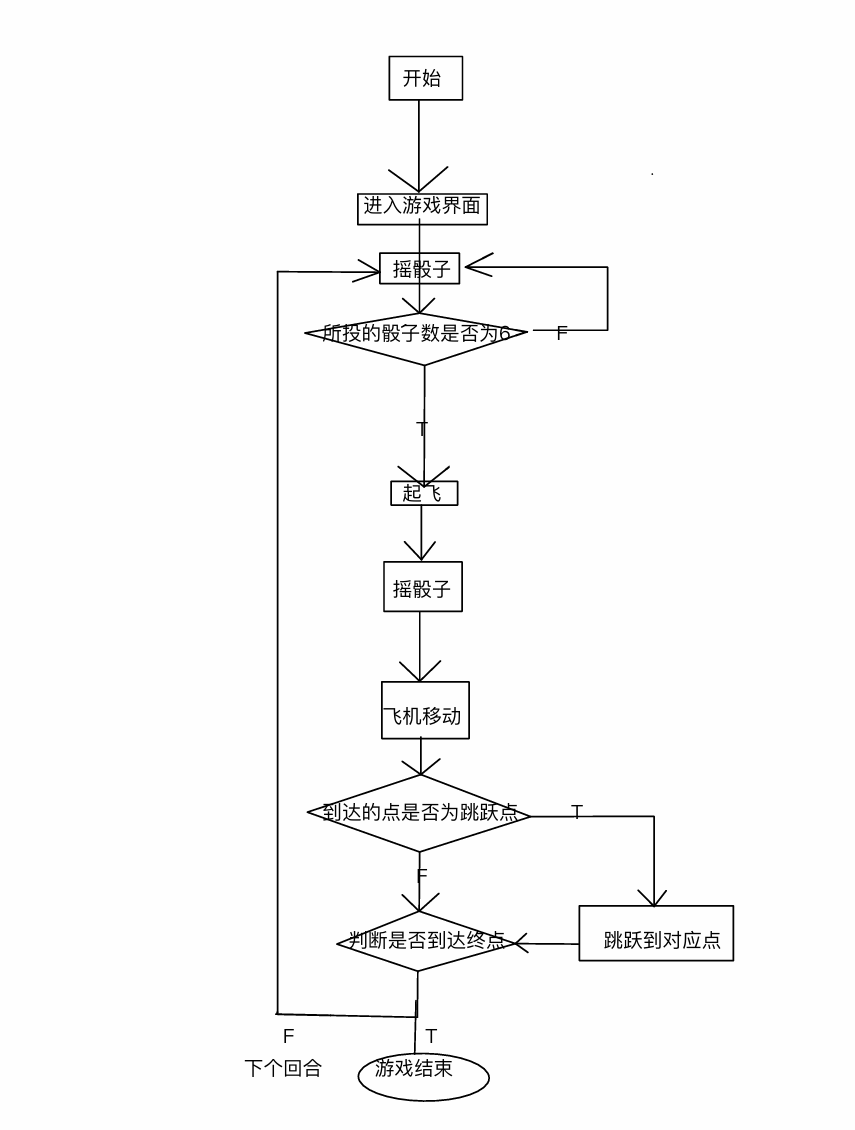 开始
进入游戏界面
摇骰子
所投的骰子数是否为6
F
T
起飞
摇骰子
飞机移动
到达的点是否为跳跃点
T
F
判断是否到达终点
跳跃到对应点
F
T
下个回合
游戏结束